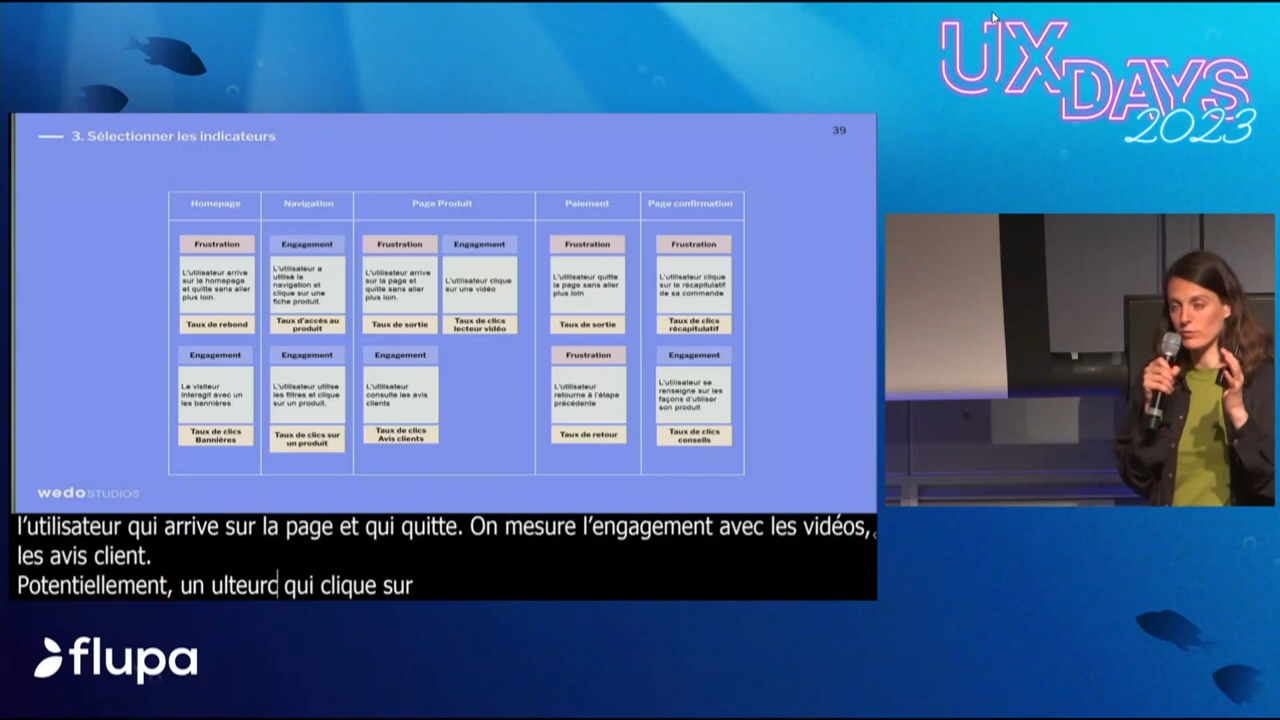 UX
DAYS
2023
3. Sélectionner les indicateurs
39
Homepage
Navigation
Page Produit
Paiement
Page confirmation
Frustration
L'utilisateur arrive
sur la homepage
et quitte sans aller
plus loin.
Taux de rebond
Engagement
L'utilisateur a
utilisé la
navigation et
clique sur une
fiche produit.
Taux d'accès au
produit
Frustration
L'utilisateur arrive
sur la page et
quitte sans aller
plus loin.
Taux de sortie
Engagement
L'utilisateur clique
sur une vidéo
Taux de clics
lecteur vidéo
Frustration
L'utilisateur quitte
la page sans aller
plus loin
Taux de sortie
Frustration
L'utilisateur clique
sur le récapitulatif
de sa commande
Taux de clics
récapitulatif
Engagement
Le visiteur
interagit avec un
les bannières
Taux de clics
Bannières
Engagement
L'utilisateur utilise
les filtres et clique
sur un produit.
Taux de clics sur
un produit
Engagement
L'utilisateur
consulte les avis
clients
Taux de clics
Avis clients
Frustration
L'utilisateur
retourne à l'étape
précédente
Taux de retour
Engagement
L'utilisateur se
renseigne sur les
façons d'utiliser
son produit
Taux de clics
conseils
wedo STUDIOS
l'utilisateur qui arrive sur la page et qui quitte. On mesure l'engagement avec les vidéos,
les avis client.
Potentiellement, un ulteurc qui clique sur
flupa